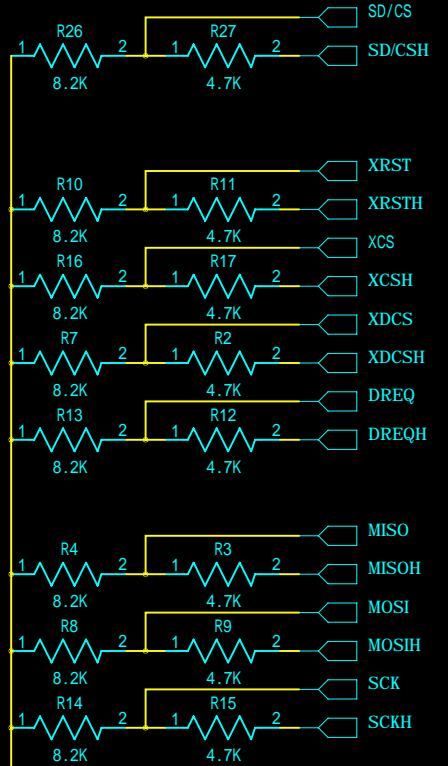 SD/CS
R26 R27
1 2 1 2 SD/CSH
8.2K 4.7K
XRST
R10 R11
1 2 1 2 XRSTH
8.2K 4.7K
XCS
R16 R17
1 2 1 2 XCSH
8.2K 4.7K
XDCS
R7 R2
1 2 1 2 XDCSH
8.2K 4.7K
DREQ
R13 R12
1 2 1 2 DREQH
8.2K 4.7K
MISO
R4 R3
1 2 1 2 MISOH
8.2K 4.7K
MOSI
R8 R9
1 2 1 2 MOSIH
8.2K 4.7K
SCK
R14 R15
1 2 1 2 SCKH
8.2K 4.7K